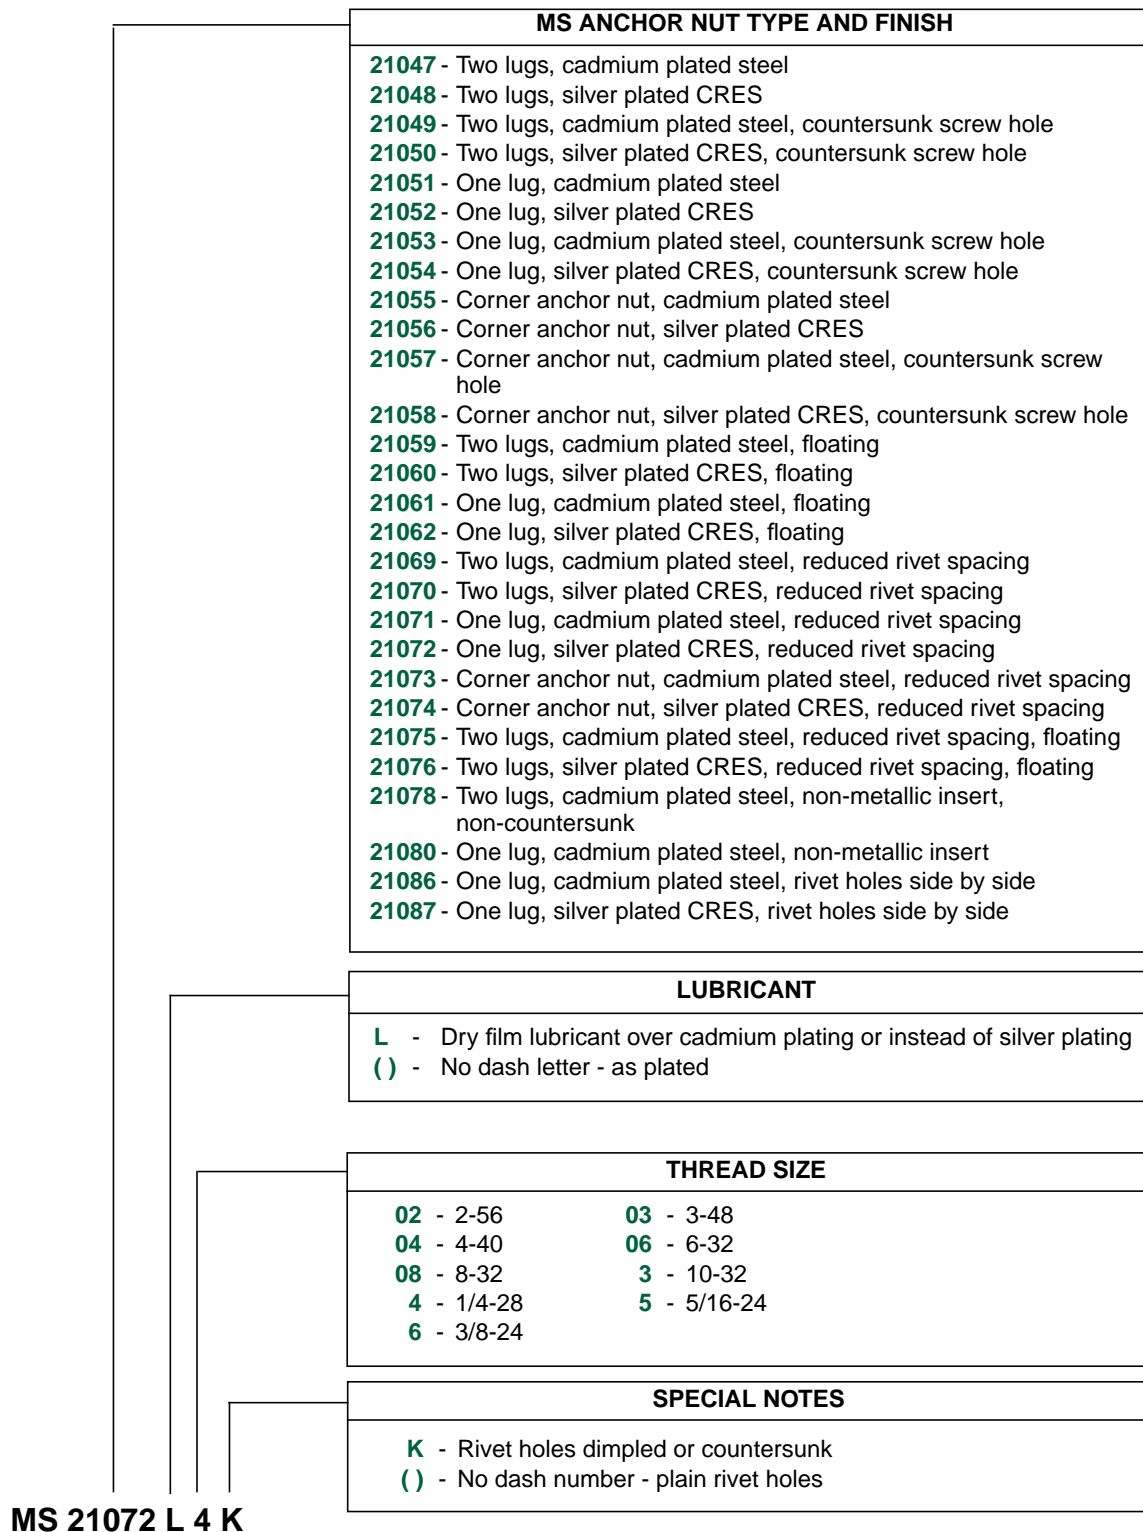 MS ANCHOR NUT TYPE AND FINISH
21047 - Two lugs, cadmium plated steel
21048 - Two lugs, silver plated CRES
21049 - Two lugs, cadmium plated steel, countersunk screw hole
21050 - Two lugs, silver plated CRES, countersunk screw hole
21051 - One lug, cadmium plated steel
21052 - One lug, silver plated CRES
21053 - One lug, cadmium plated steel, countersunk screw hole
21054 - One lug, silver plated CRES, countersunk screw hole
21055 - Corner anchor nut, cadmium plated steel
21056 - Corner anchor nut, silver plated CRES
21057 - Corner anchor nut, cadmium plated steel, countersunk screw
hole
21058 - Corner anchor nut, silver plated CRES, countersunk screw hole
21059 - Two lugs, cadmium plated steel, floating
21060 - Two lugs, silver plated CRES, floating
21061 - One lug, cadmium plated steel, floating
21062 - One lug, silver plated CRES, floating
21069 - Two lugs, cadmium plated steel, reduced rivet spacing
21070 - Two lugs, silver plated CRES, reduced rivet spacing
21071 - One lug, cadmium plated steel, reduced rivet spacing
21072 - One lug, silver plated CRES, reduced rivet spacing
21073 - Corner anchor nut, cadmium plated steel, reduced rivet spacing
21074 - Corner anchor nut, silver plated CRES, reduced rivet spacing
21075 - Two lugs, cadmium plated steel, reduced rivet spacing, floating
21076 - Two lugs, silver plated CRES, reduced rivet spacing, floating
21078 - Two lugs, cadmium plated steel, non-metallic insert,
non-countersunk
21080 - One lug, cadmium plated steel, non-metallic insert
21086 - One lug, cadmium plated steel, rivet holes side by side
21087 - One lug, silver plated CRES, rivet holes side by side
LUBRICANT
L - Dry film lubricant over cadmium plating or instead of silver plating
( ) - No dash letter - as plated
THREAD SIZE
02 - 2-56 03 - 3-48
04 - 4-40 06 - 6-32
08 - 8-32 3 - 10-32
4 - 1/4-28 5 - 5/16-24
6 - 3/8-24
SPECIAL NOTES
K - Rivet holes dimpled or countersunk
( ) - No dash number - plain rivet holes
MS 21072 L 4 K